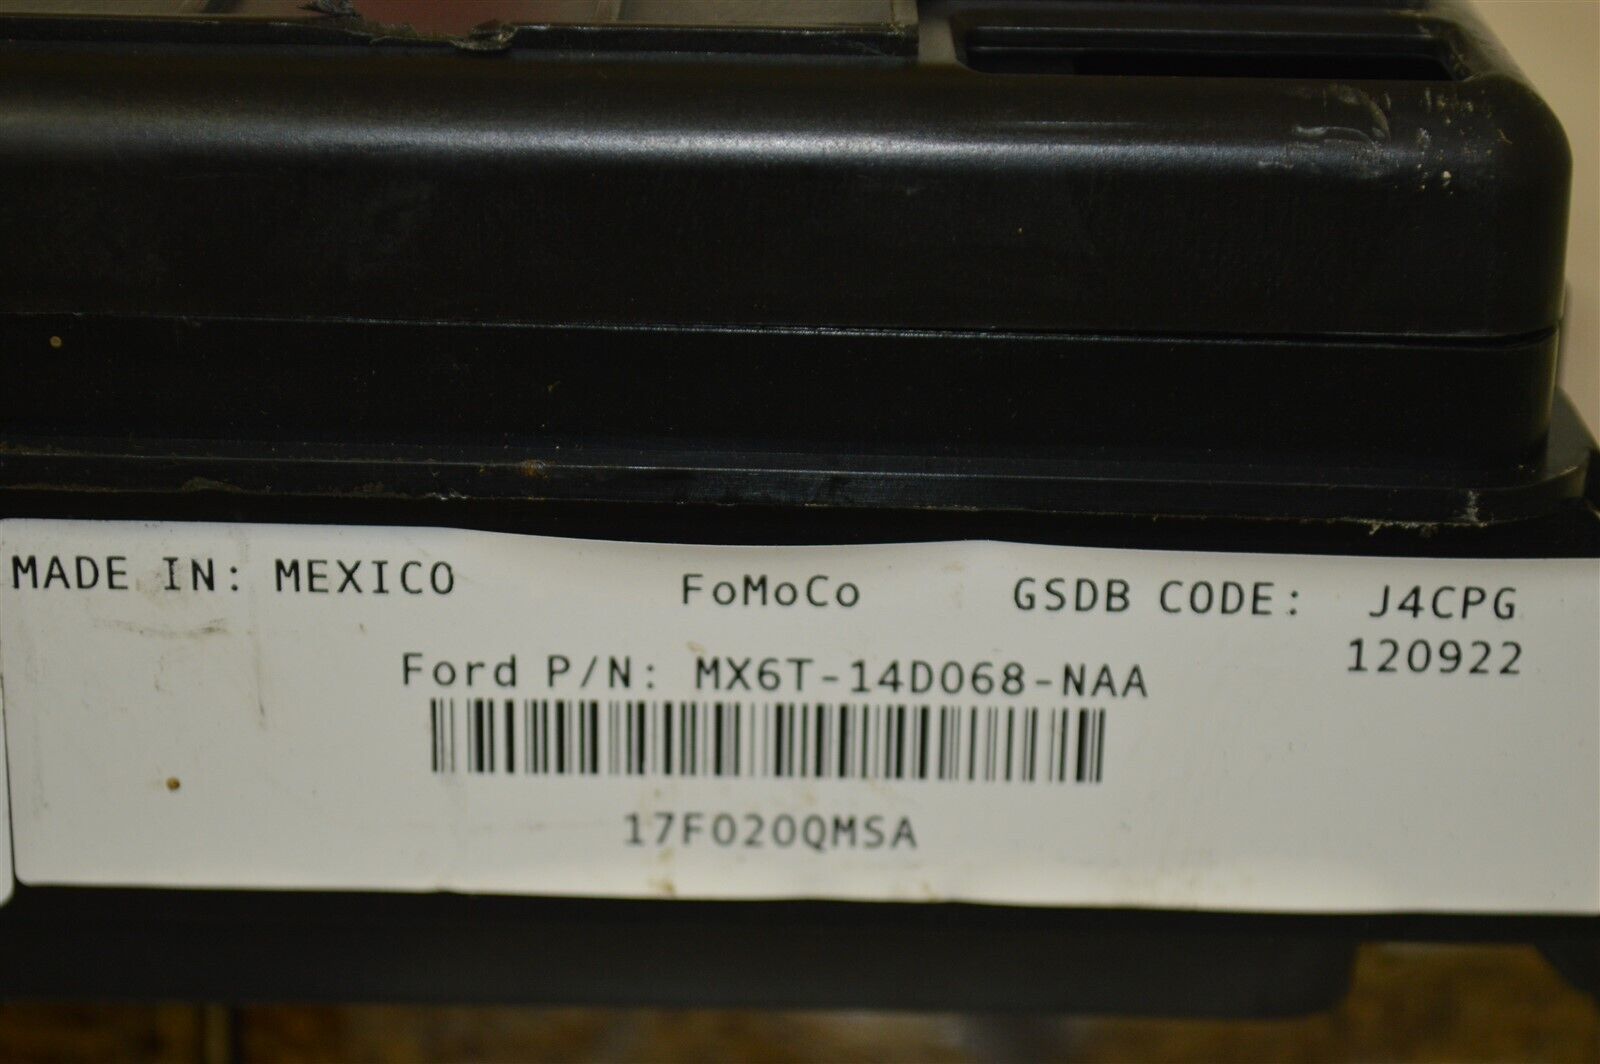 MADE IN: MEXICO FoMoCo GSDB CODE: J4CPG
120922
Ford P/N: MX6T-14D068-NAA
17F020QMSA